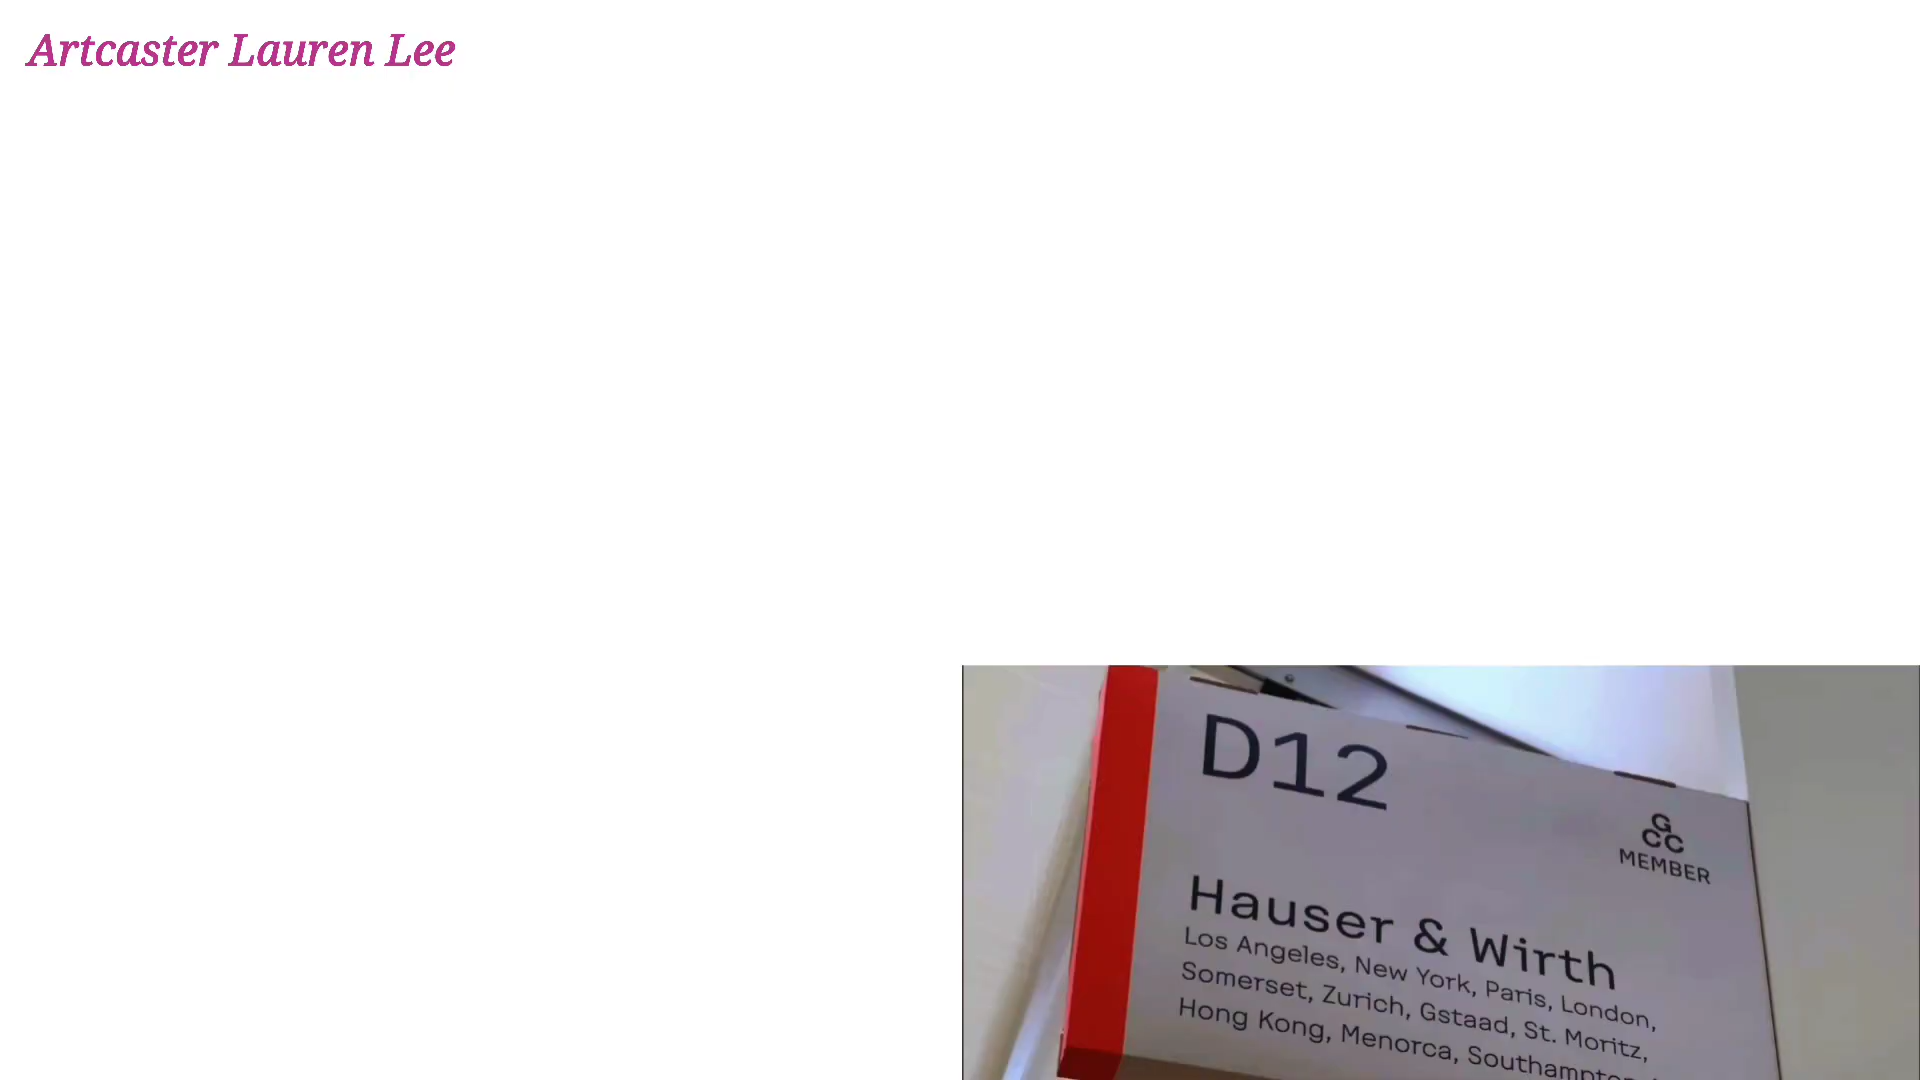 Artcaster Lauren Lee
D12
G
CC
MEMBER
Hauser & Wirth
Los Angeles, New York, Paris, London,
Somerset, Zurich, Gstaad, St. Moritz,
Hong Kong, Menorca, Southampton,